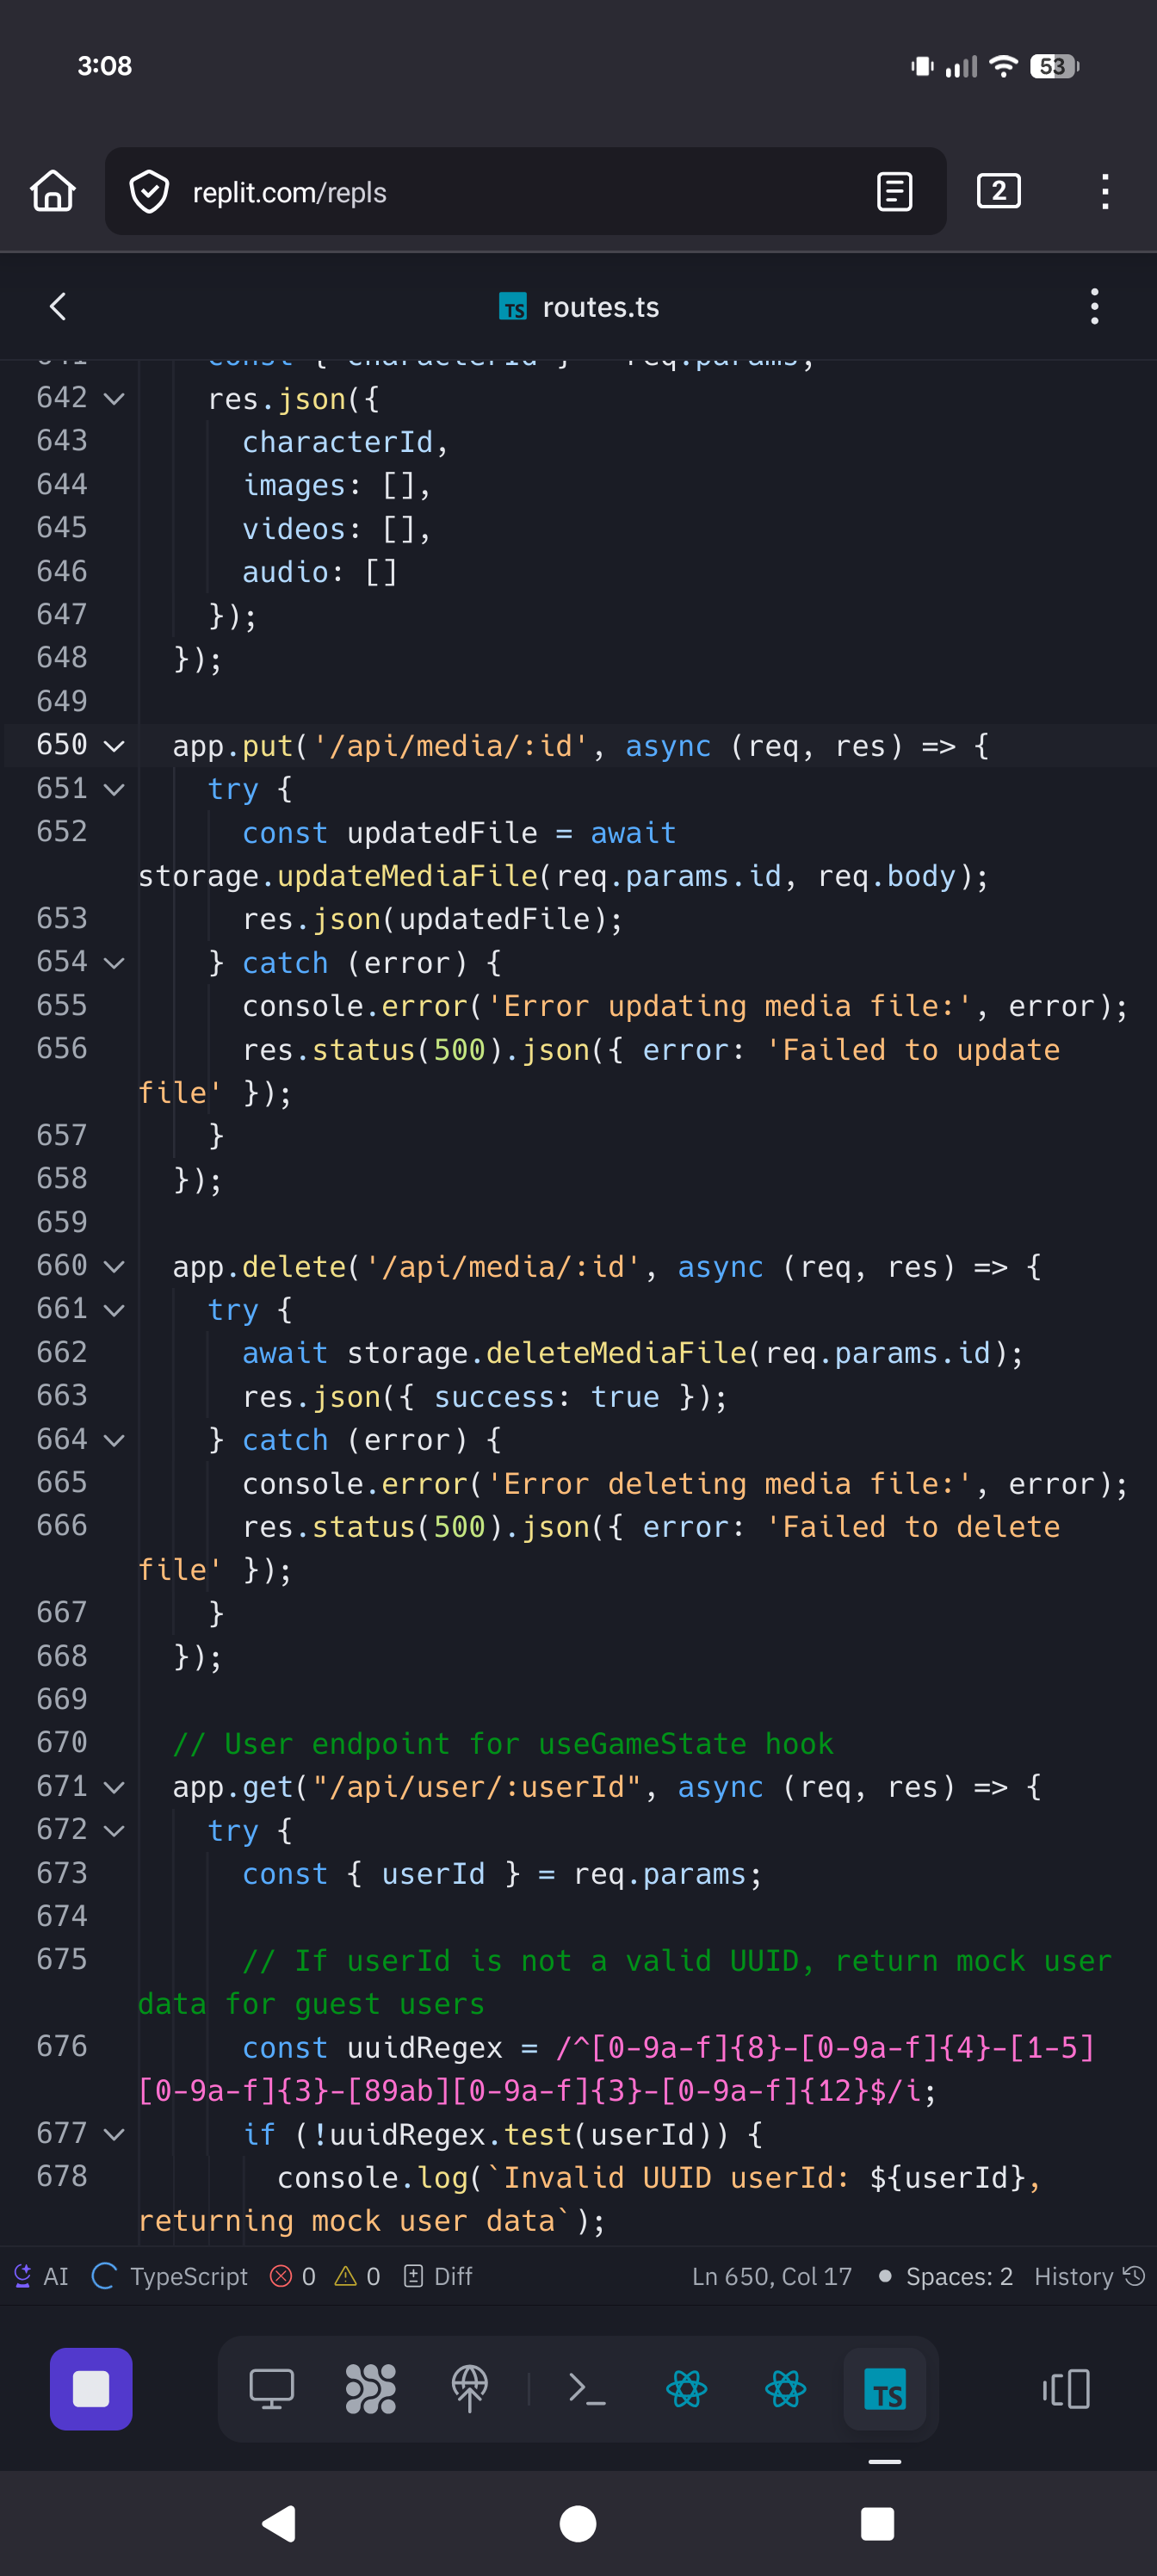 3:08
53
replit.com/repls
2
TS routes.ts
641 const { characterId } = req.params;
642 res.json({
643 characterId,
644 images: [],
645 videos: [],
646 audio: []
647 });
648 });
649
650 app.put('/api/media/:id', async (req, res) => {
651 try {
652 const updatedFile = await
storage.updateMediaFile(req.params.id, req.body);
653 res.json(updatedFile);
654 } catch (error) {
655 console.error('Error updating media file:', error);
656 res.status(500).json({ error: 'Failed to update
file' });
657 }
658 });
659
660 app.delete('/api/media/:id', async (req, res) => {
661 try {
662 await storage.deleteMediaFile(req.params.id);
663 res.json({ success: true });
664 } catch (error) {
665 console.error('Error deleting media file:', error);
666 res.status(500).json({ error: 'Failed to delete
file' });
667 }
668 });
669
670 // User endpoint for useGameState hook
671 app.get("/api/user/:userId", async (req, res) => {
672 try {
673 const { userId } = req.params;
674
675 // If userId is not a valid UUID, return mock user
data for guest users
676 const uuidRegex = /^[0-9a-f]{8}-[0-9a-f]{4}-[1-5]
[0-9a-f]{3}-[89ab][0-9a-f]{3}-[0-9a-f]{12}$/i;
677 if (!uuidRegex.test(userId)) {
678 console.log(`Invalid UUID userId: ${userId},
returning mock user data`);
AI TypeScript 0 0 Diff Ln 650, Col 17 Spaces: 2 History
TS